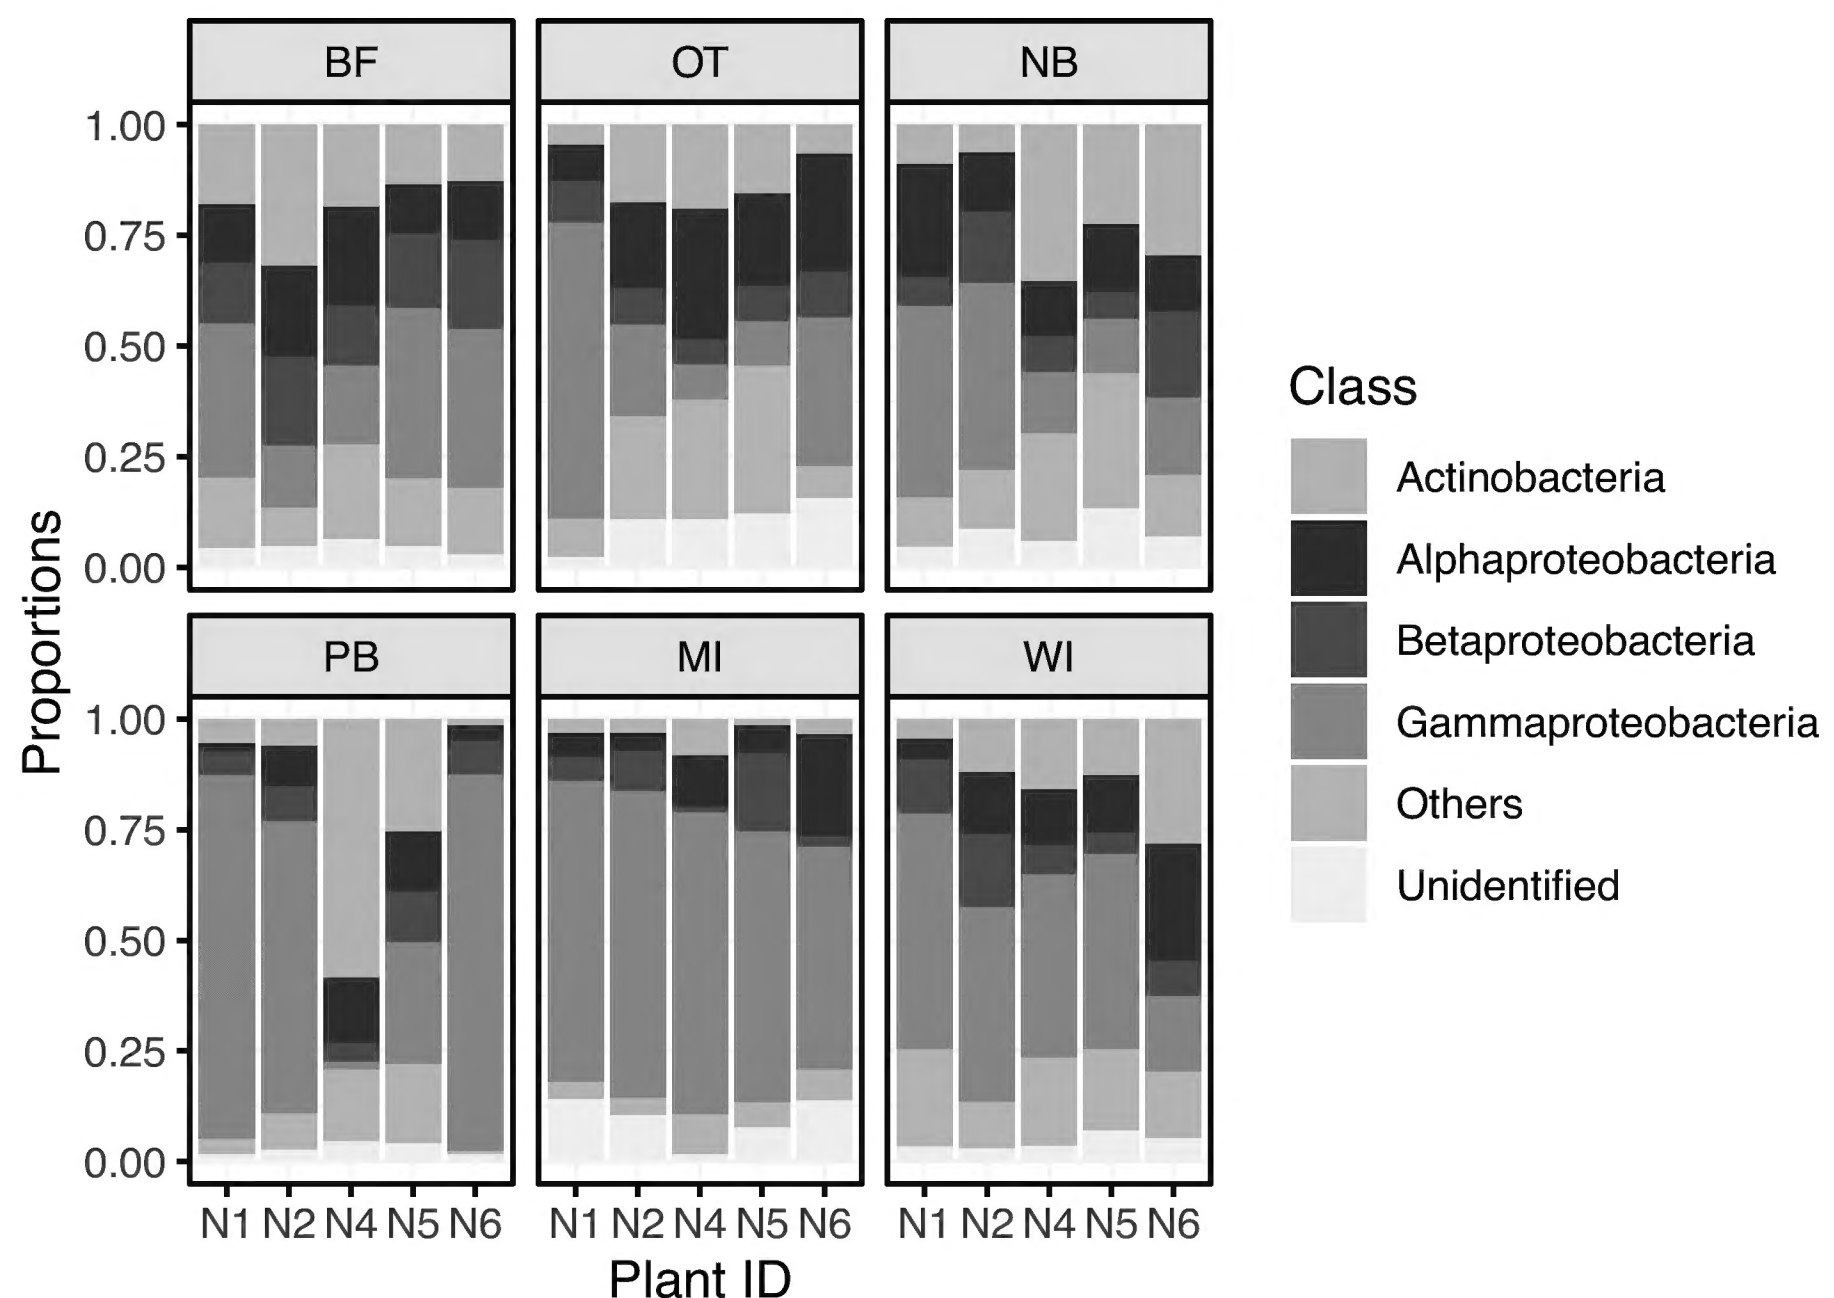 BF OT NB
1.00
0.75
0.50
0.25
0.00
PB MI WI
1.00
0.75
0.50
0.25
0.00
N1 N2 N4 N5 N6 N1 N2 N4 N5 N6 N1 N2 N4 N5 N6
Plant ID
Proportions
Class
Actinobacteria
Alphaproteobacteria
Betaproteobacteria
Gammaproteobacteria
Others
Unidentified